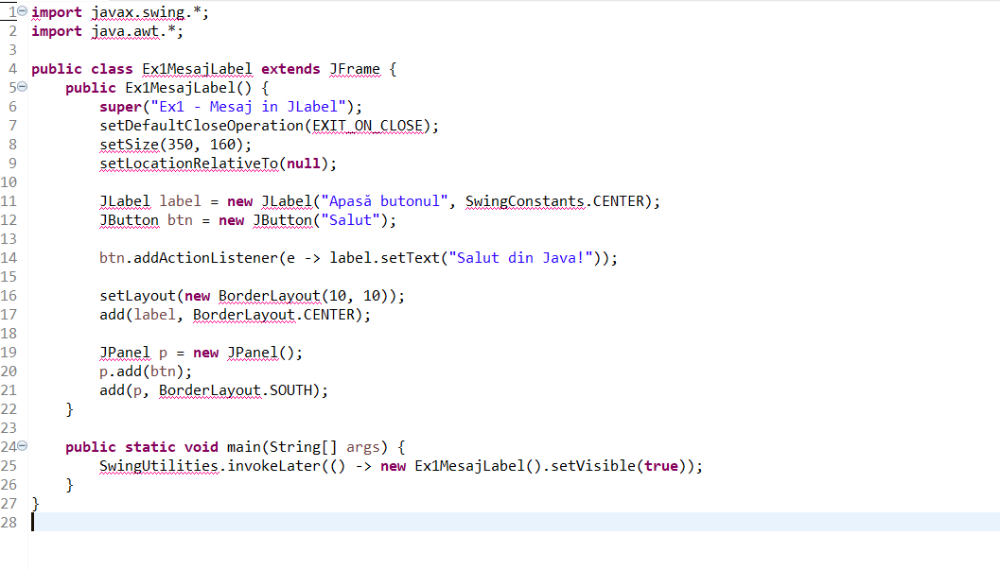 1 import javax.swing.*;
2 import java.awt.*;
3
4 public class Ex1MesajLabel extends JFrame {
5     public Ex1MesajLabel() {
6         super("Ex1 - Mesaj in JLabel");
7         setDefaultCloseOperation(EXIT_ON_CLOSE);
8         setSize(350, 160);
9         setLocationRelativeTo(null);
10
11         JLabel label = new JLabel("Apasă butonul", SwingConstants.CENTER);
12         JButton btn = new JButton("Salut");
13
14         btn.addActionListener(e -> label.setText("Salut din Java!"));
15
16         setLayout(new BorderLayout(10, 10));
17         add(label, BorderLayout.CENTER);
18
19         JPanel p = new JPanel();
20         p.add(btn);
21         add(p, BorderLayout.SOUTH);
22     }
23
24     public static void main(String[] args) {
25         SwingUtilities.invokeLater(() -> new Ex1MesajLabel().setVisible(true));
26     }
27 }
28